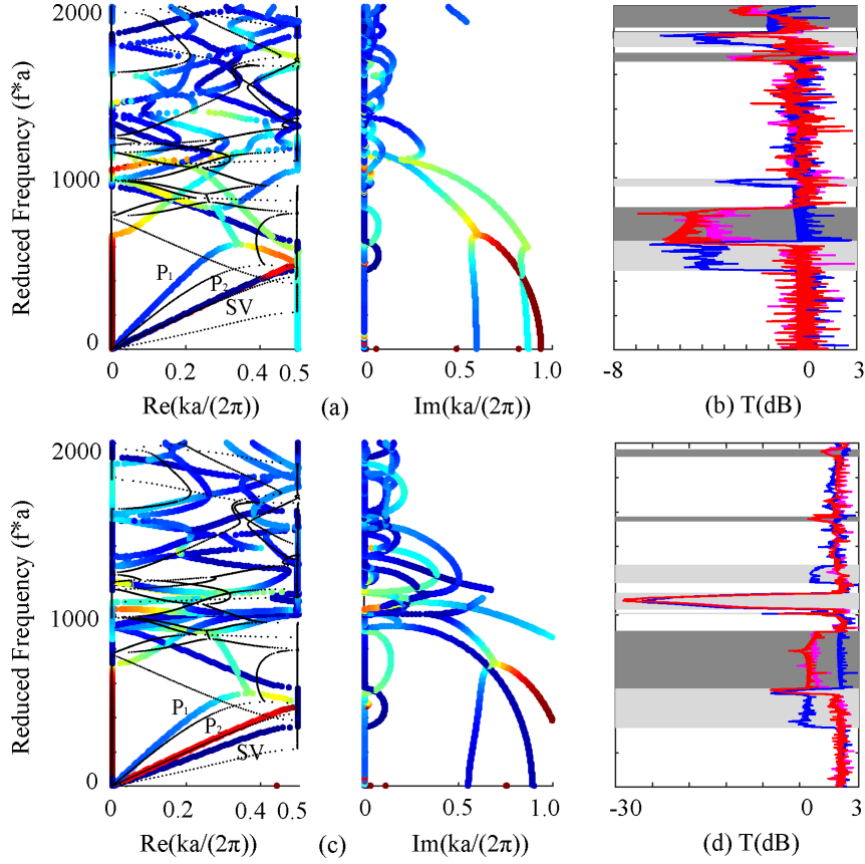 2000
1000
0
Reduced Frequency (f*a)
P1
P2
SV
0 0.2 0.4 0.5
0 0.5 1.0
-8 0 3
Re(ka/(2π)) (a) Im(ka/(2π)) (b) T(dB)
2000
1000
0
Reduced Frequency (f*a)
P1
P2
SV
0 0.2 0.4 0.5
0 0.5 1.0
-30 0 3
Re(ka/(2π)) (c) Im(ka/(2π)) (d) T(dB)